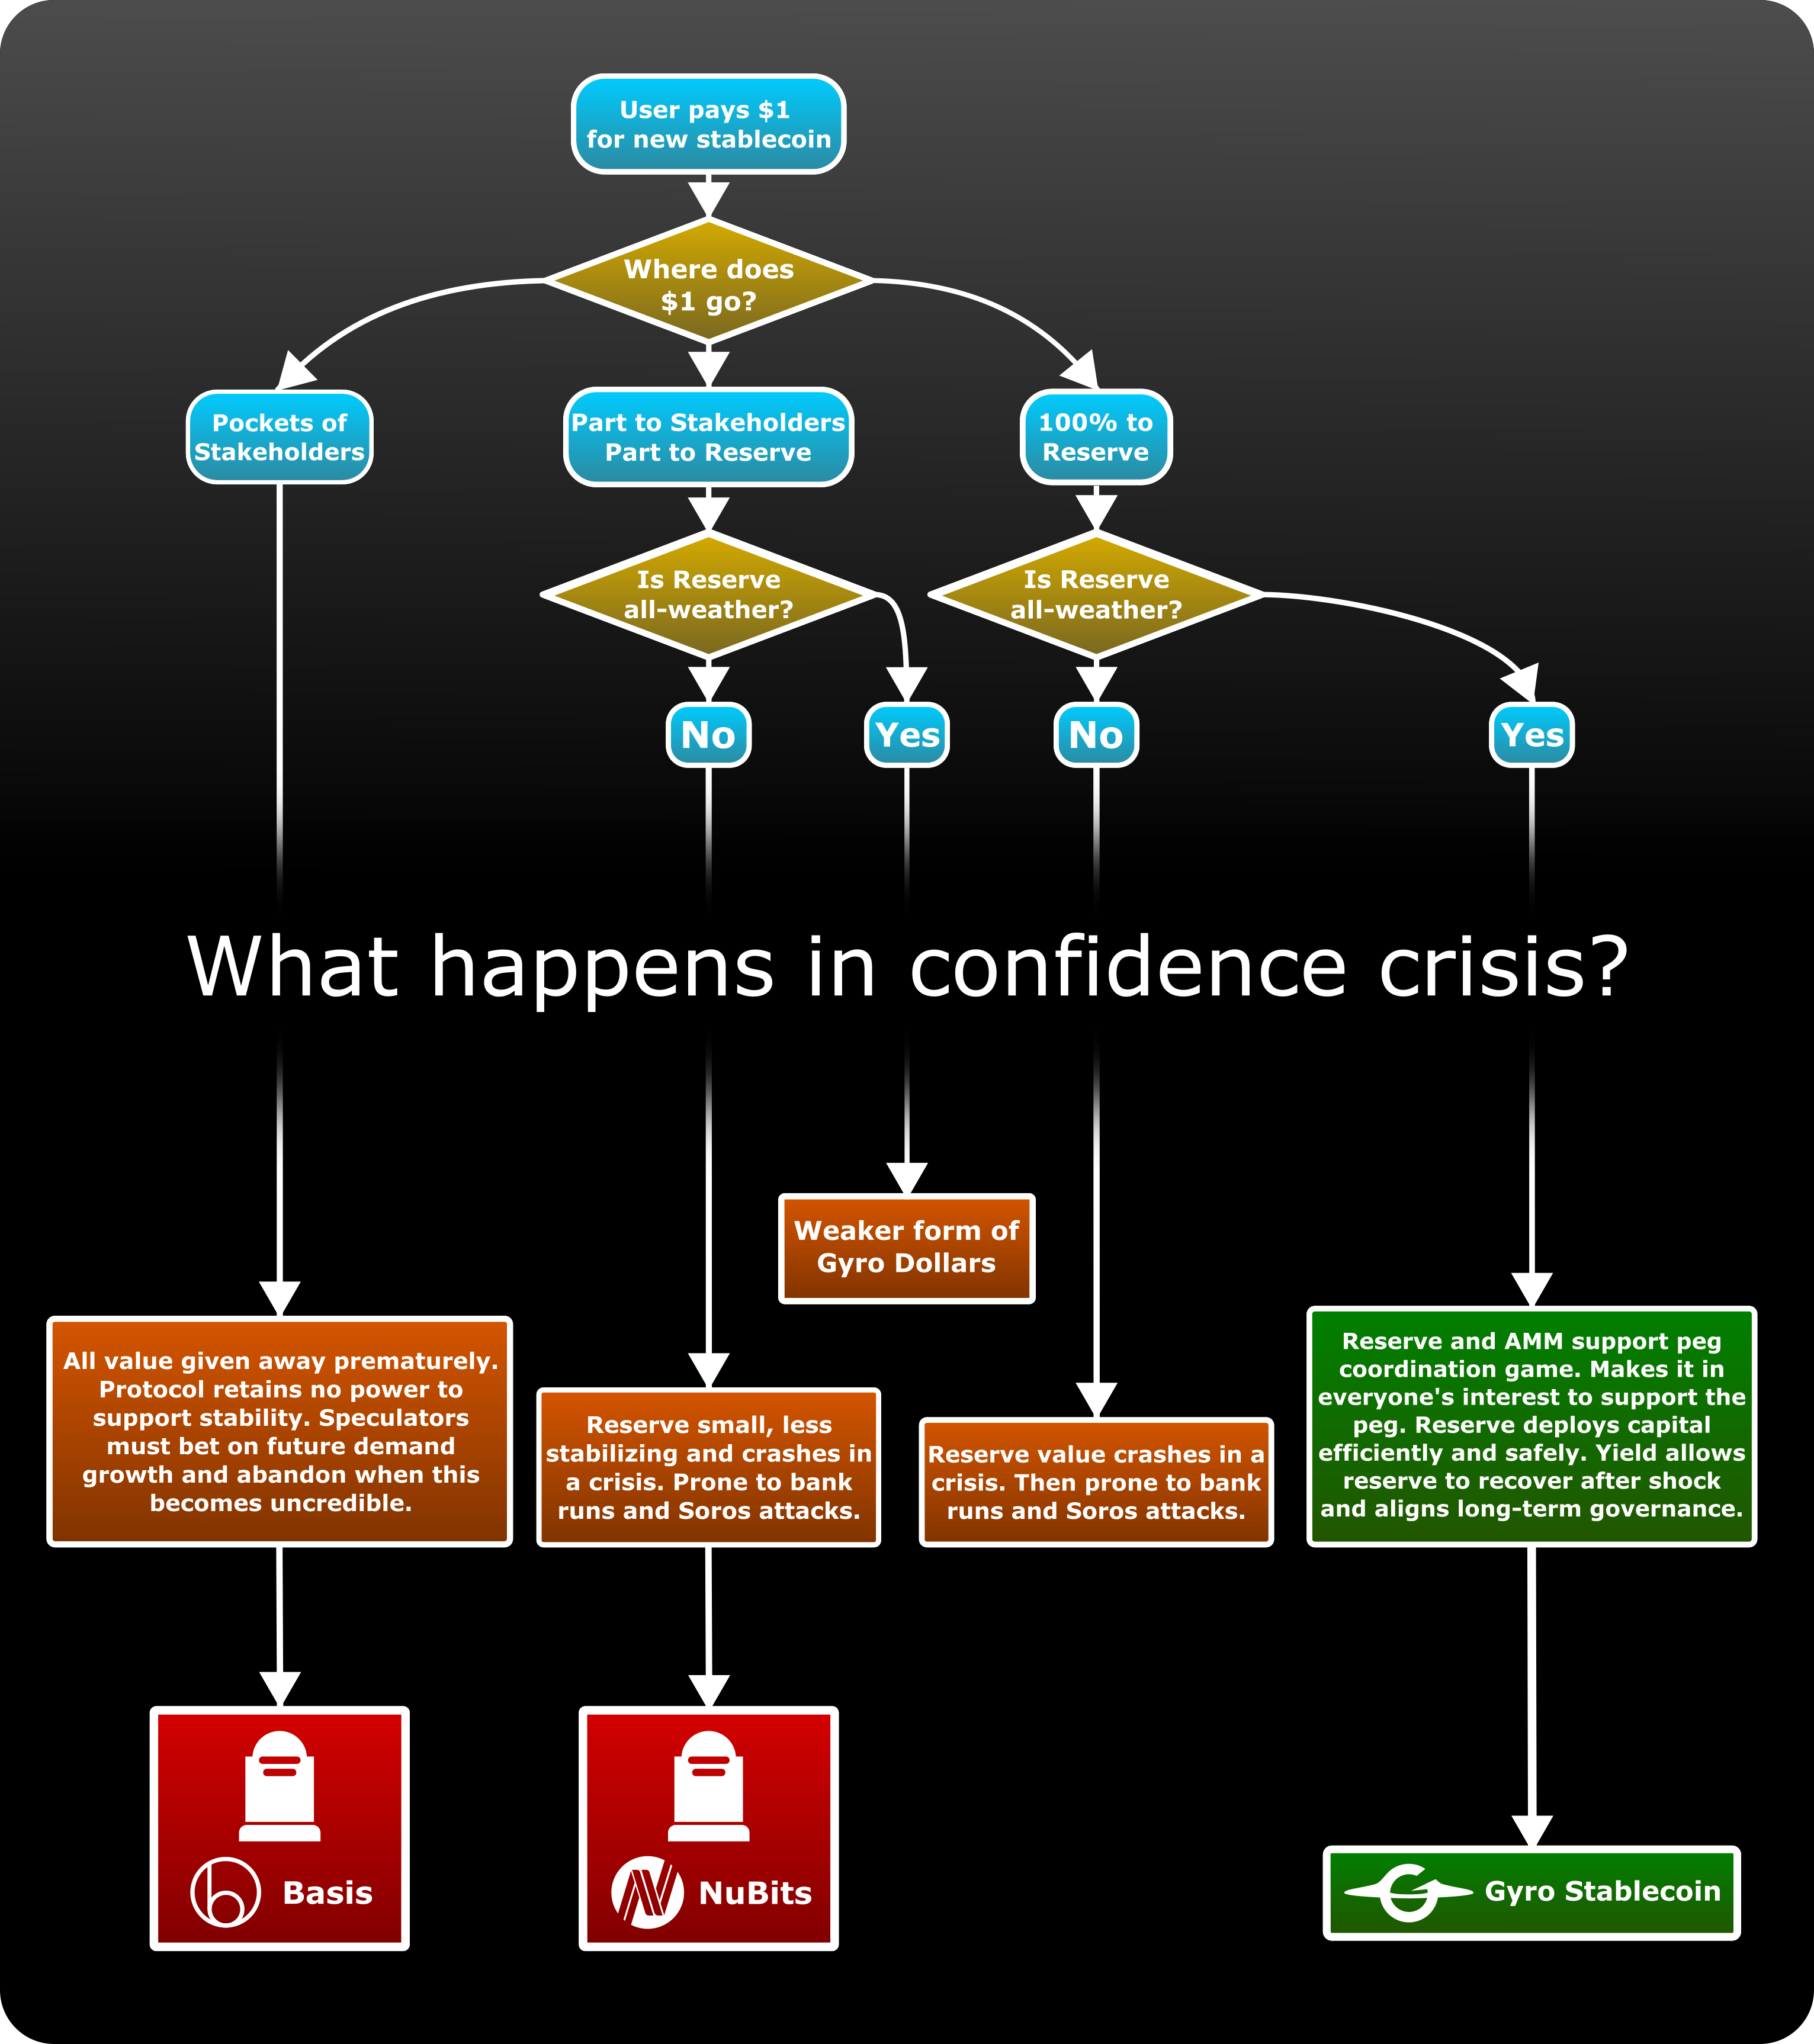 User pays $1
for new stablecoin
Where does
$1 go?
Pockets of
Stakeholders
Part to Stakeholders
Part to Reserve
100% to
Reserve
Is Reserve
all-weather?
Is Reserve
all-weather?
No
Yes
No
Yes
What happens in confidence crisis?
Weaker form of
Gyro Dollars
All value given away prematurely.
Protocol retains no power to
support stability. Speculators
must bet on future demand
growth and abandon when this
becomes uncredible.
Reserve small, less
stabilizing and crashes in
a crisis. Prone to bank
runs and Soros attacks.
Reserve value crashes in a
crisis. Then prone to bank
runs and Soros attacks.
Reserve and AMM support peg
coordination game. Makes it in
everyone's interest to support the
peg. Reserve deploys capital
efficiently and safely. Yield allows
reserve to recover after shock
and aligns long-term governance.
Basis
NuBits
Gyro Stablecoin